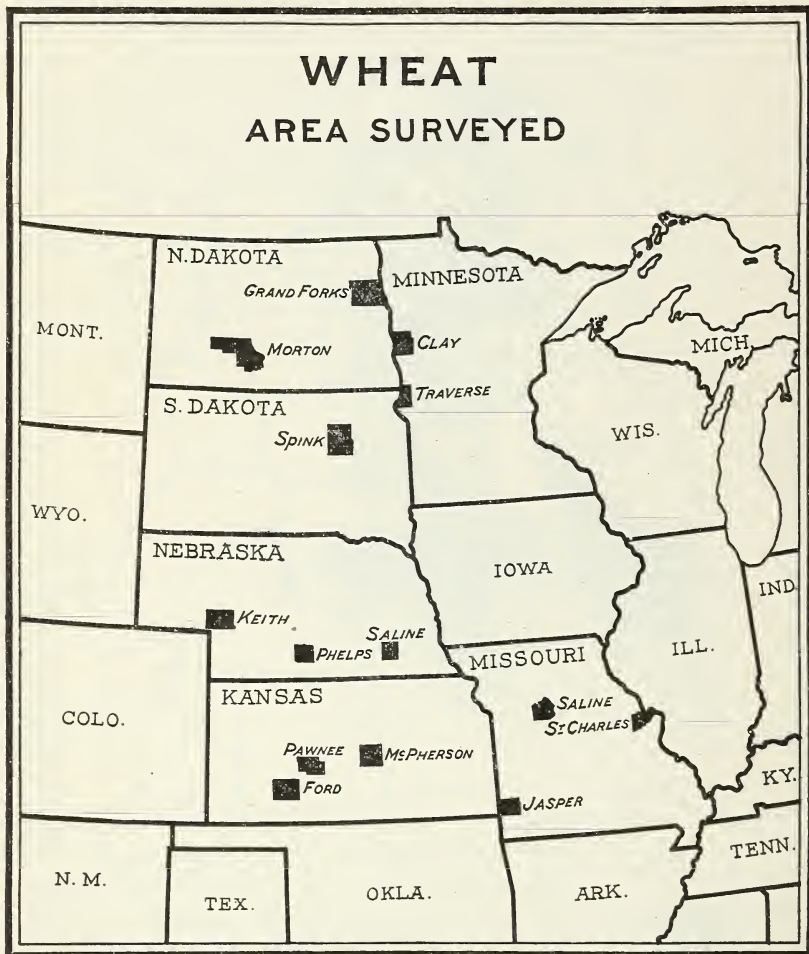 WHEAT
AREA SURVEYED
N. DAKOTA
GRAND FORKS
MINNESOTA
MONT.
MORTON
CLAY
MICH.
TRAVERSE
S. DAKOTA
SPINK
WIS.
WYO.
NEBRASKA
IOWA
IND.
KEITH
SALINE
PHELPS
MISSOURI
ILL.
KANSAS
SALINE
COLO.
ST CHARLES
PAWNEE
MCPHERSON
FORD
JASPER
KY.
TENN.
N. M.
TEX.
OKLA.
ARK.